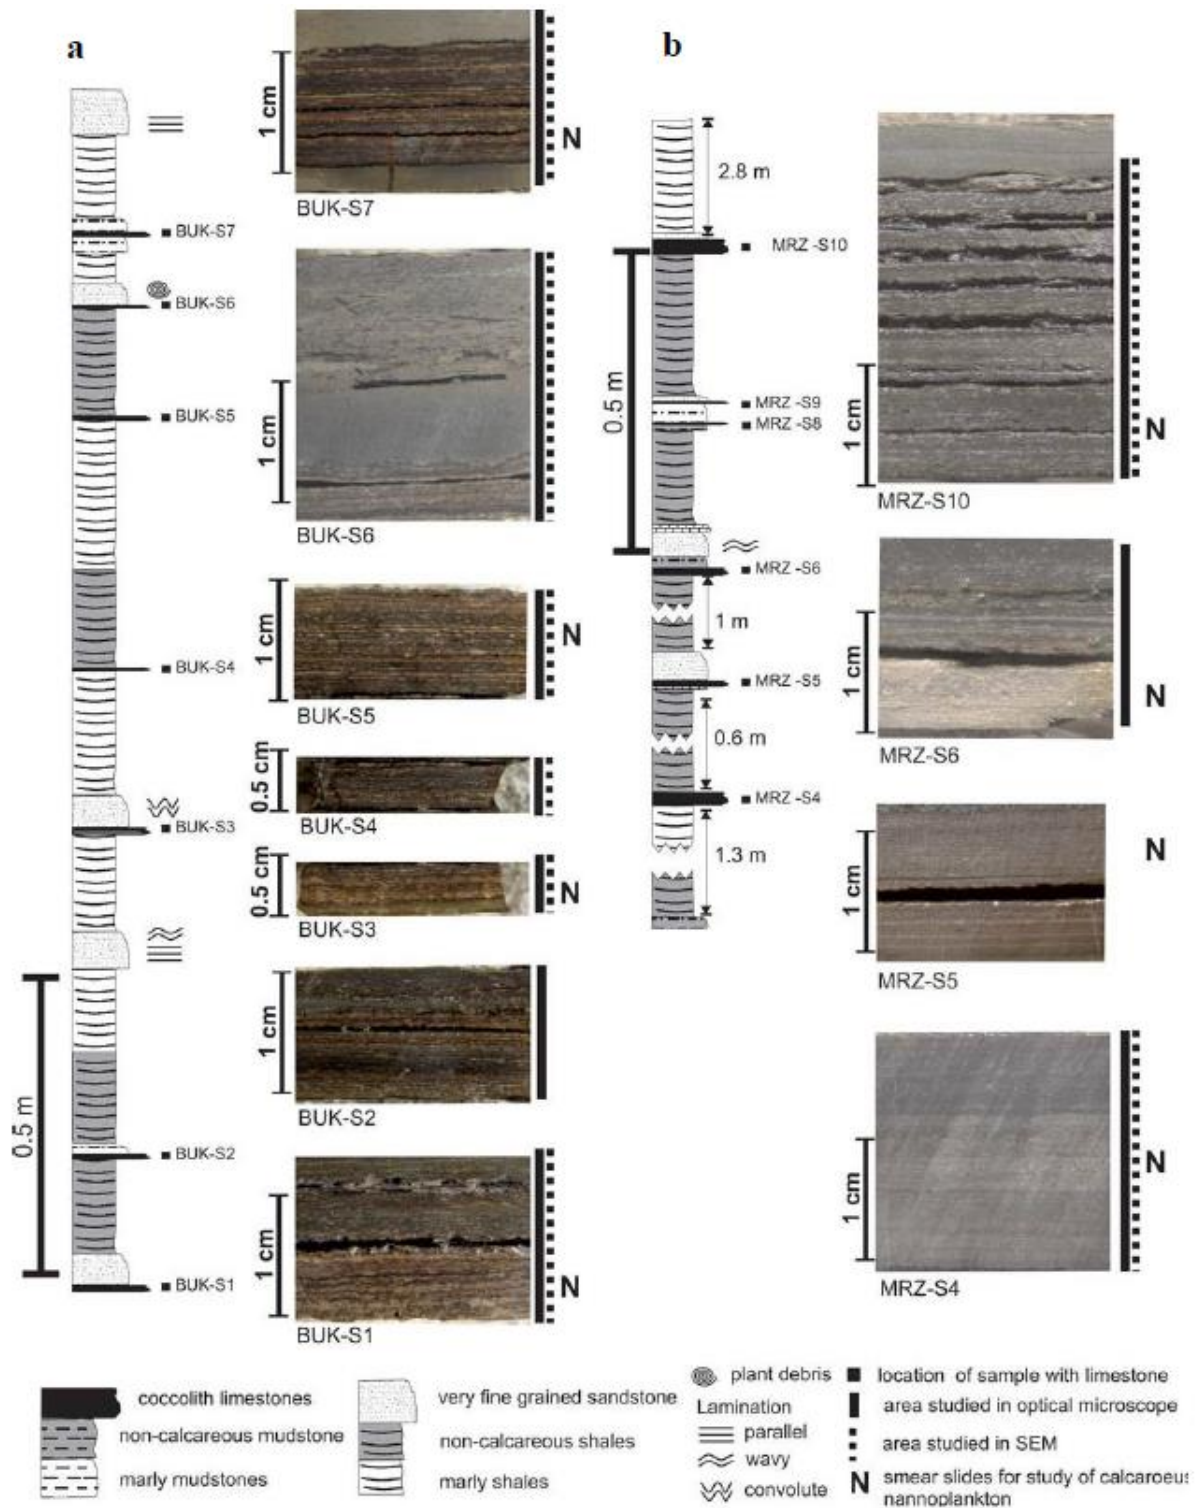 a
b
1 cm
N
BUK-S7
BUK-S7
BUK-S6
1 cm
BUK-S6
BUK-S5
1 cm
N
BUK-S5
BUK-S4
0.5 cm
BUK-S4
BUK-S3
0.5 cm
N
BUK-S3
1 cm
BUK-S2
0.5 m
BUK-S2
1 cm
N
BUK-S1
BUK-S1
2.8 m
MRZ -S10
0.5 m
MRZ -S9
MRZ -S8
MRZ -S6
1 m
MRZ -S5
0.6 m
MRZ -S4
1.3 m
1 cm
N
MRZ-S10
1 cm
N
MRZ-S6
1 cm
N
MRZ-S5
1 cm
N
MRZ-S4
coccolith limestones
non-calcareous mudstone
marly mudstones
very fine grained sandstone
non-calcareous shales
marly shales
plant debris
Lamination
parallel
wavy
convolute
location of sample with limestone
area studied in optical microscope
area studied in SEM
N smear slides for study of calcaroeus
nannoplankton